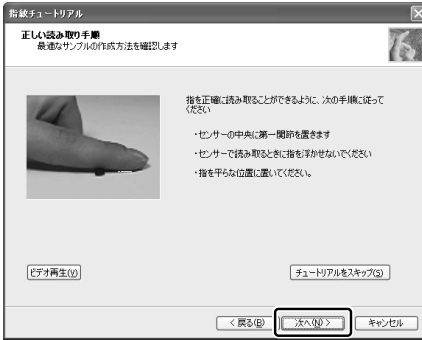 指紋チュートリアル
正しい読み取り手順
最適なサンプルの作成方法を確認します
指を正確に読み取ることができるように、次の手順に従って
ください
・センサーの中央に第一関節を置きます
・センサーで読み取るときに指を浮かせないでください
・指を平らな位置に置いてください。
ビデオ再生(V)
チュートリアルをスキップ(S)
< 戻る(B)
次へ(N) >
キャンセル